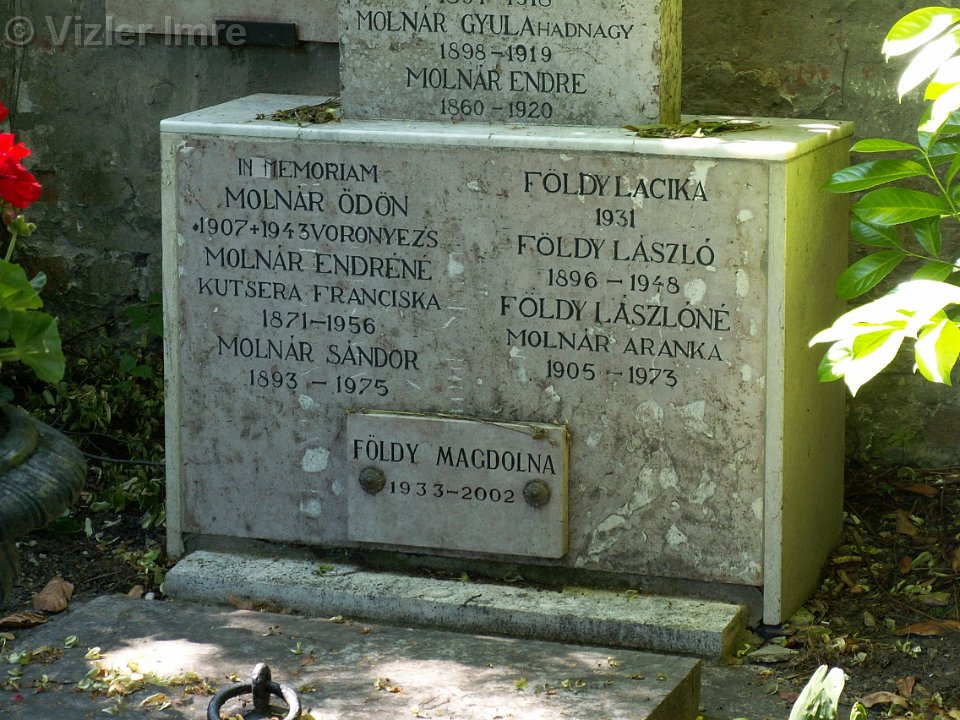 © Vizler Imre
MOLNÁR GYULA HADNAGY
1898-1919
MOLNÁR ENDRE
1860-1920
IN MEMORIAM
MOLNÁR ÖDÖN
*1907+1943 VORONYEZS
MOLNÁR ENDRÉNÉ
KUTSERA FRANCISKA
1871-1956
MOLNÁR SÁNDOR
1893 - 1975
FÖLDY LACIKA
1931
FÖLDY LÁSZLÓ
1896 - 1948
FÖLDY LÁSZLÓNÉ
MOLNÁR ARANKA
1905 - 1973
FÖLDY MAGDOLNA
1933-2002